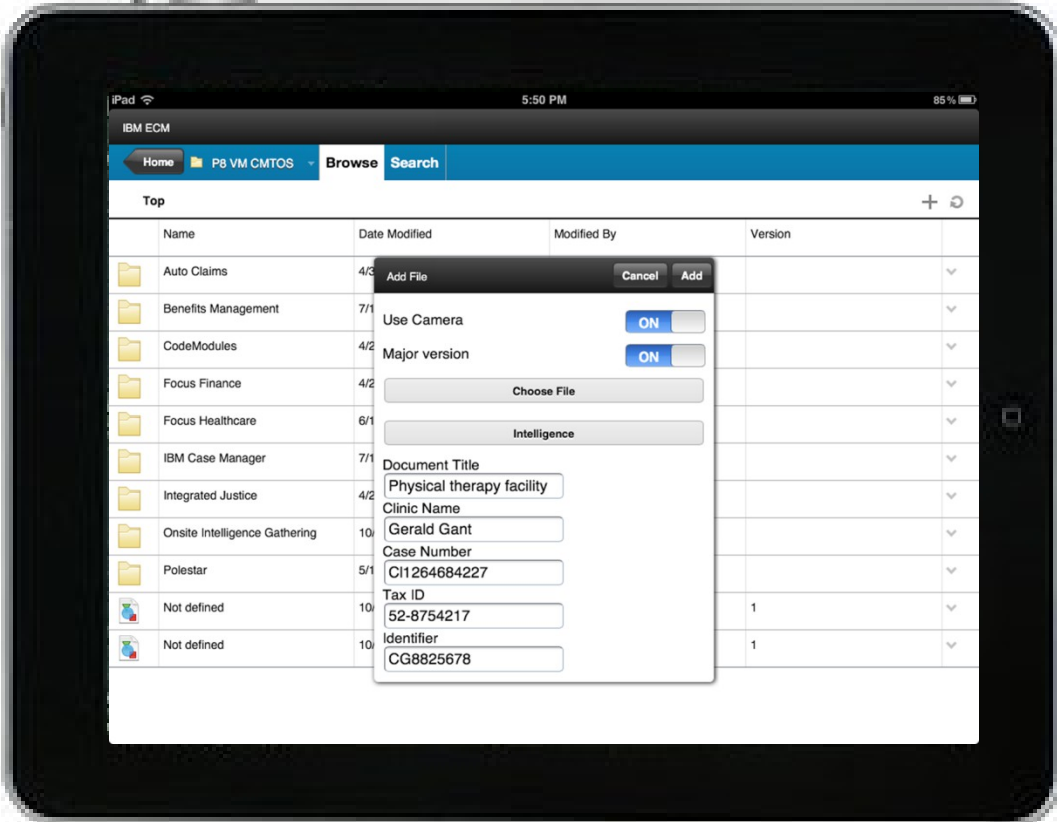 iPad 5:50 PM 85%
IBM ECM
Home P8 VM CMTOS Browse Search
Top
Name Date Modified Modified By Version
Auto Claims 4/3
Benefits Management 7/1
CodeModules 4/2
Focus Finance 4/2
Focus Healthcare 6/1
IBM Case Manager 7/1
Integrated Justice 4/2
Onsite Intelligence Gathering 10/
Polestar 5/1
Not defined 10/ 1
Not defined 10/ 1
Add File Cancel Add
Use Camera ON
Major version ON
Choose File
Intelligence
Document Title
Physical therapy facility
Clinic Name
Gerald Gant
Case Number
CI1264684227
Tax ID
52-8754217
Identifier
CG8825678